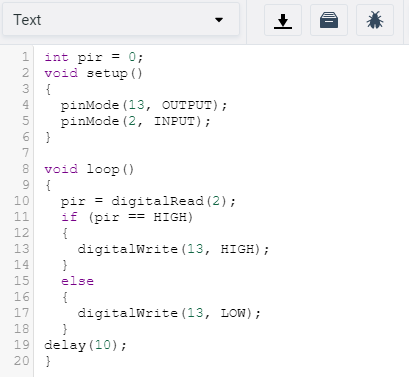 Text
1 int pir = 0;
2 void setup()
3 {
4   pinMode(13, OUTPUT);
5   pinMode(2, INPUT);
6 }
7
8 void loop()
9 {
10   pir = digitalRead(2);
11   if (pir == HIGH)
12   {
13     digitalWrite(13, HIGH);
14   }
15   else
16   {
17     digitalWrite(13, LOW);
18   }
19 delay(10);
20 }